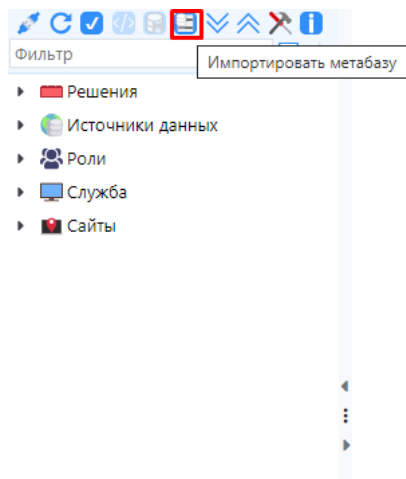 Фильтр
Импортировать метабазу
Решения
Источники данных
Роли
Служба
Сайты